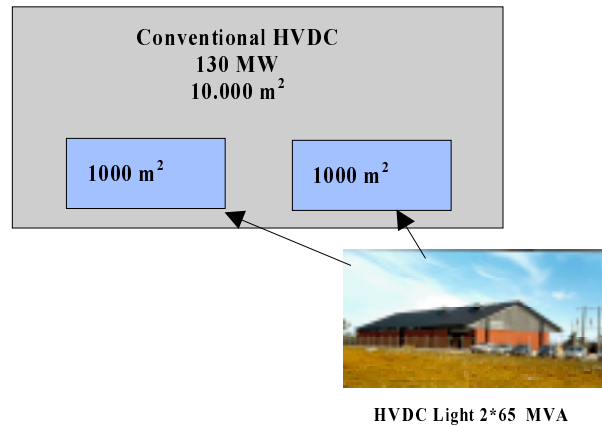 Conventional HVDC
130 MW
10.000 m²
1000 m²
1000 m²
HVDC Light 2*65 MVA